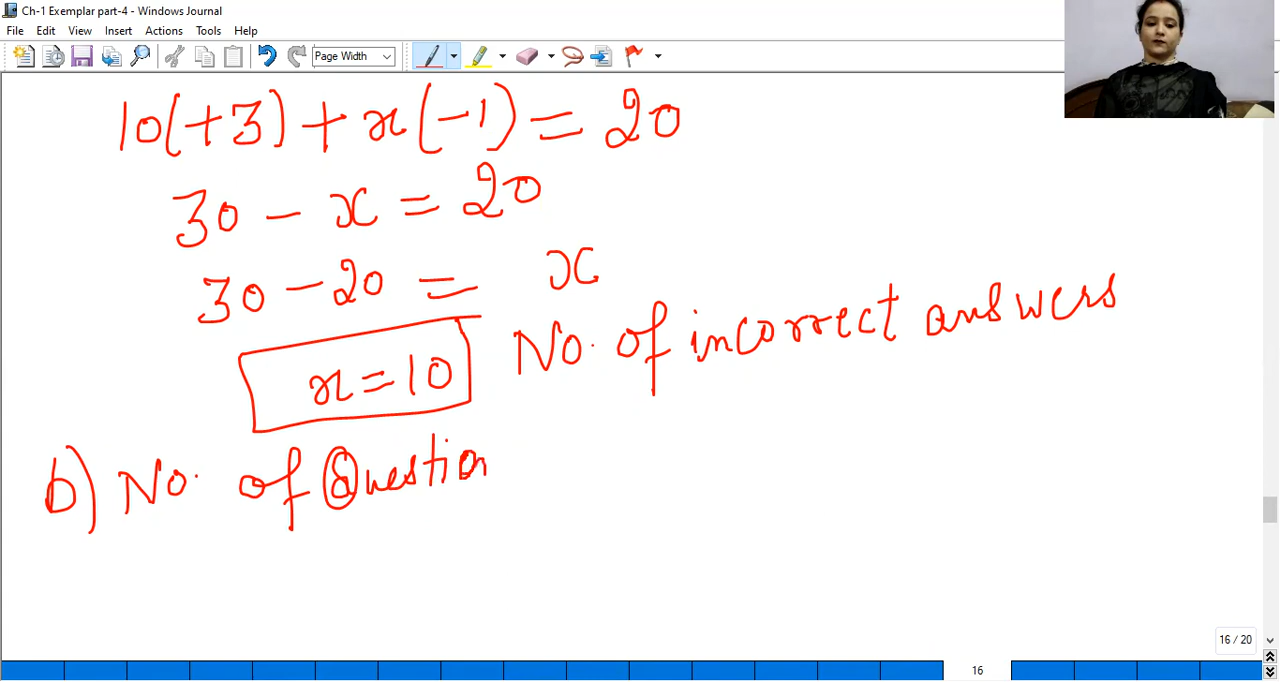 Ch-1 Exemplar part-4 - Windows Journal
File Edit View Insert Actions Tools Help
Page Width
10(+3) + x(-1) = 20
30 - x = 20
30 - 20 = x
x = 10 No. of incorrect answers
b) No. of Question
16 / 20
16